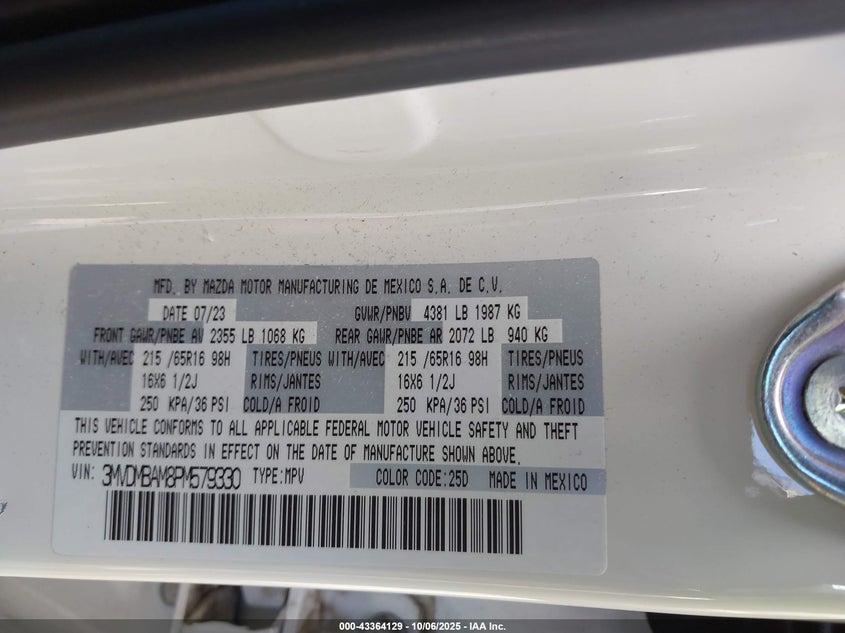 MFD. BY MAZDA MOTOR MANUFACTURING DE MEXICO S.A. DE C.V.
DATE 07/23 GVWR/PNBV 4381 LB 1987 KG
FRONT GAWR/PNBE AV 2355 LB 1068 KG REAR GAWR/PNBE AR 2072 LB 940 KG
WITH/AVEC 215 /65R16 98H TIRES/PNEUS WITH/AVEC 215 /65R16 98H TIRES/PNEUS
16X6 1/2J RIMS/JANTES 16X6 1/2J RIMS/JANTES
250 KPA/36 PSI COLD/A FROID 250 KPA/36 PSI COLD/A FROID
THIS VEHICLE CONFORMS TO ALL APPLICABLE FEDERAL MOTOR VEHICLE SAFETY AND THEFT
PREVENTION STANDARDS IN EFFECT ON THE DATE OF MANUFACTURE SHOWN ABOVE.
VIN: 3MVDMBAM8PM579330 TYPE:MPV COLOR CODE:25D MADE IN MEXICO
000-43364129 - 10/06/2025 - IAA Inc.